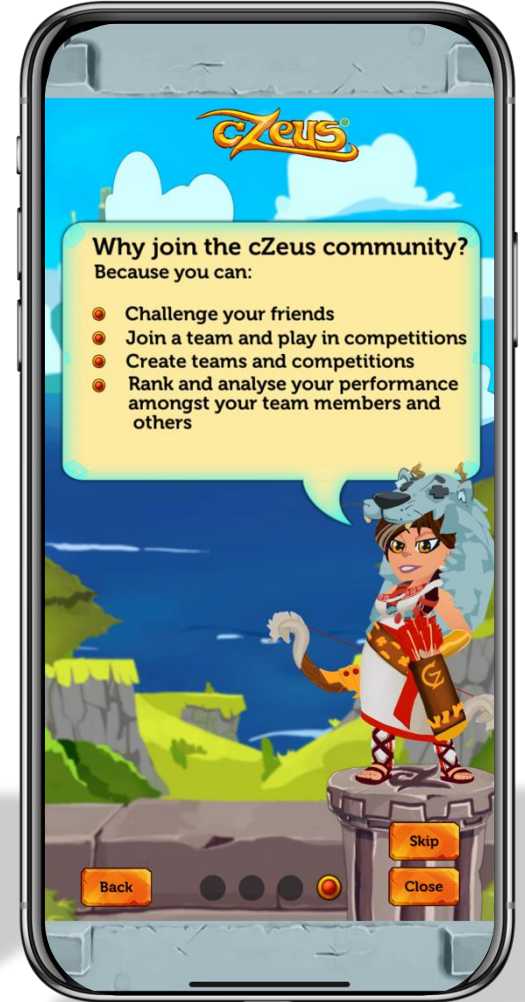 cZeus
Why join the cZeus community?
Because you can:
Challenge your friends
Join a team and play in competitions
Create teams and competitions
Rank and analyse your performance
amongst your team members and
others
CZ
Skip
Back
Close